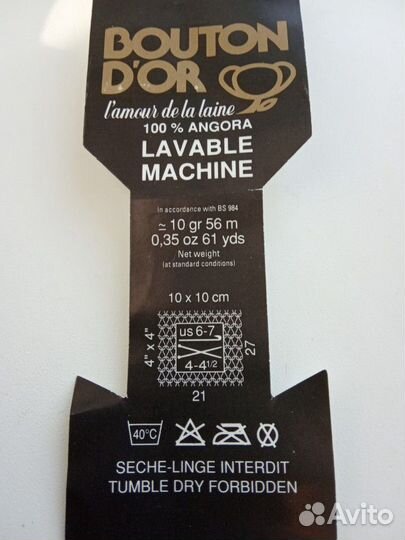 BOUTON
D'OR
l'amour de la laine
100 % ANGORA
LAVABLE
MACHINE
In accordance with BS 984
≃ 10 gr 56 m
0,35 oz 61 yds
Net weight
(at standard conditions)
10 x 10 cm
4" x 4"
us 6-7
4-4 1/2
27
21
40°C
SECHE-LINGE INTERDIT
TUMBLE DRY FORBIDDEN
Avito